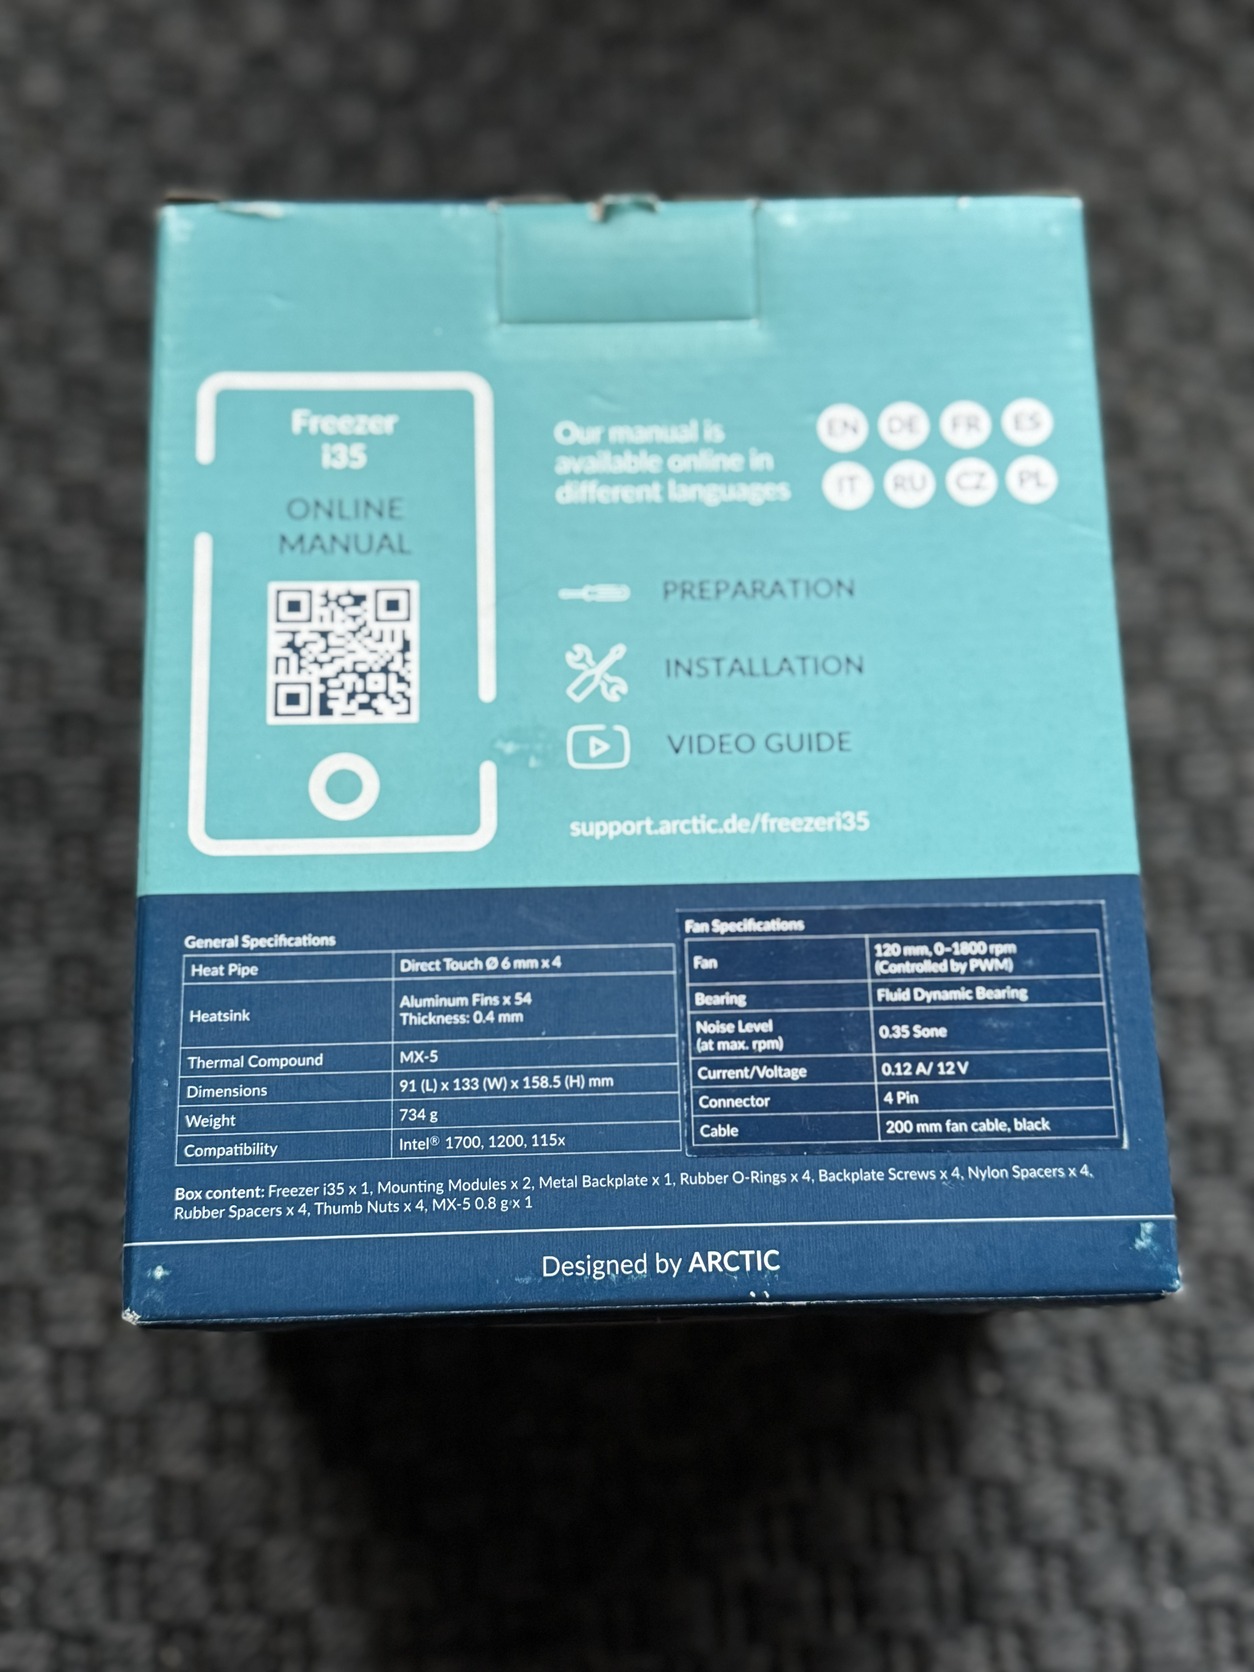 Freezer
i35
ONLINE
MANUAL
Our manual is
available online in
different languages
EN DE FR ES
IT RU CZ PL
PREPARATION
INSTALLATION
VIDEO GUIDE
support.arctic.de/freezeri35
General Specifications
Heat Pipe Direct Touch Ø 6 mm x 4
Heatsink Aluminum Fins x 54
Thickness: 0.4 mm
Thermal Compound MX-5
Dimensions 91 (L) x 133 (W) x 158.5 (H) mm
Weight 734 g
Compatibility Intel® 1700, 1200, 115x
Fan Specifications
Fan 120 mm, 0-1800 rpm
(Controlled by PWM)
Bearing Fluid Dynamic Bearing
Noise Level
(at max. rpm) 0.35 Sone
Current/Voltage 0.12 A/ 12 V
Connector 4 Pin
Cable 200 mm fan cable, black
Box content: Freezer i35 x 1, Mounting Modules x 2, Metal Backplate x 1, Rubber O-Rings x 4, Backplate Screws x 4, Nylon Spacers x 4,
Rubber Spacers x 4, Thumb Nuts x 4, MX-5 0.8 g x 1
Designed by ARCTIC